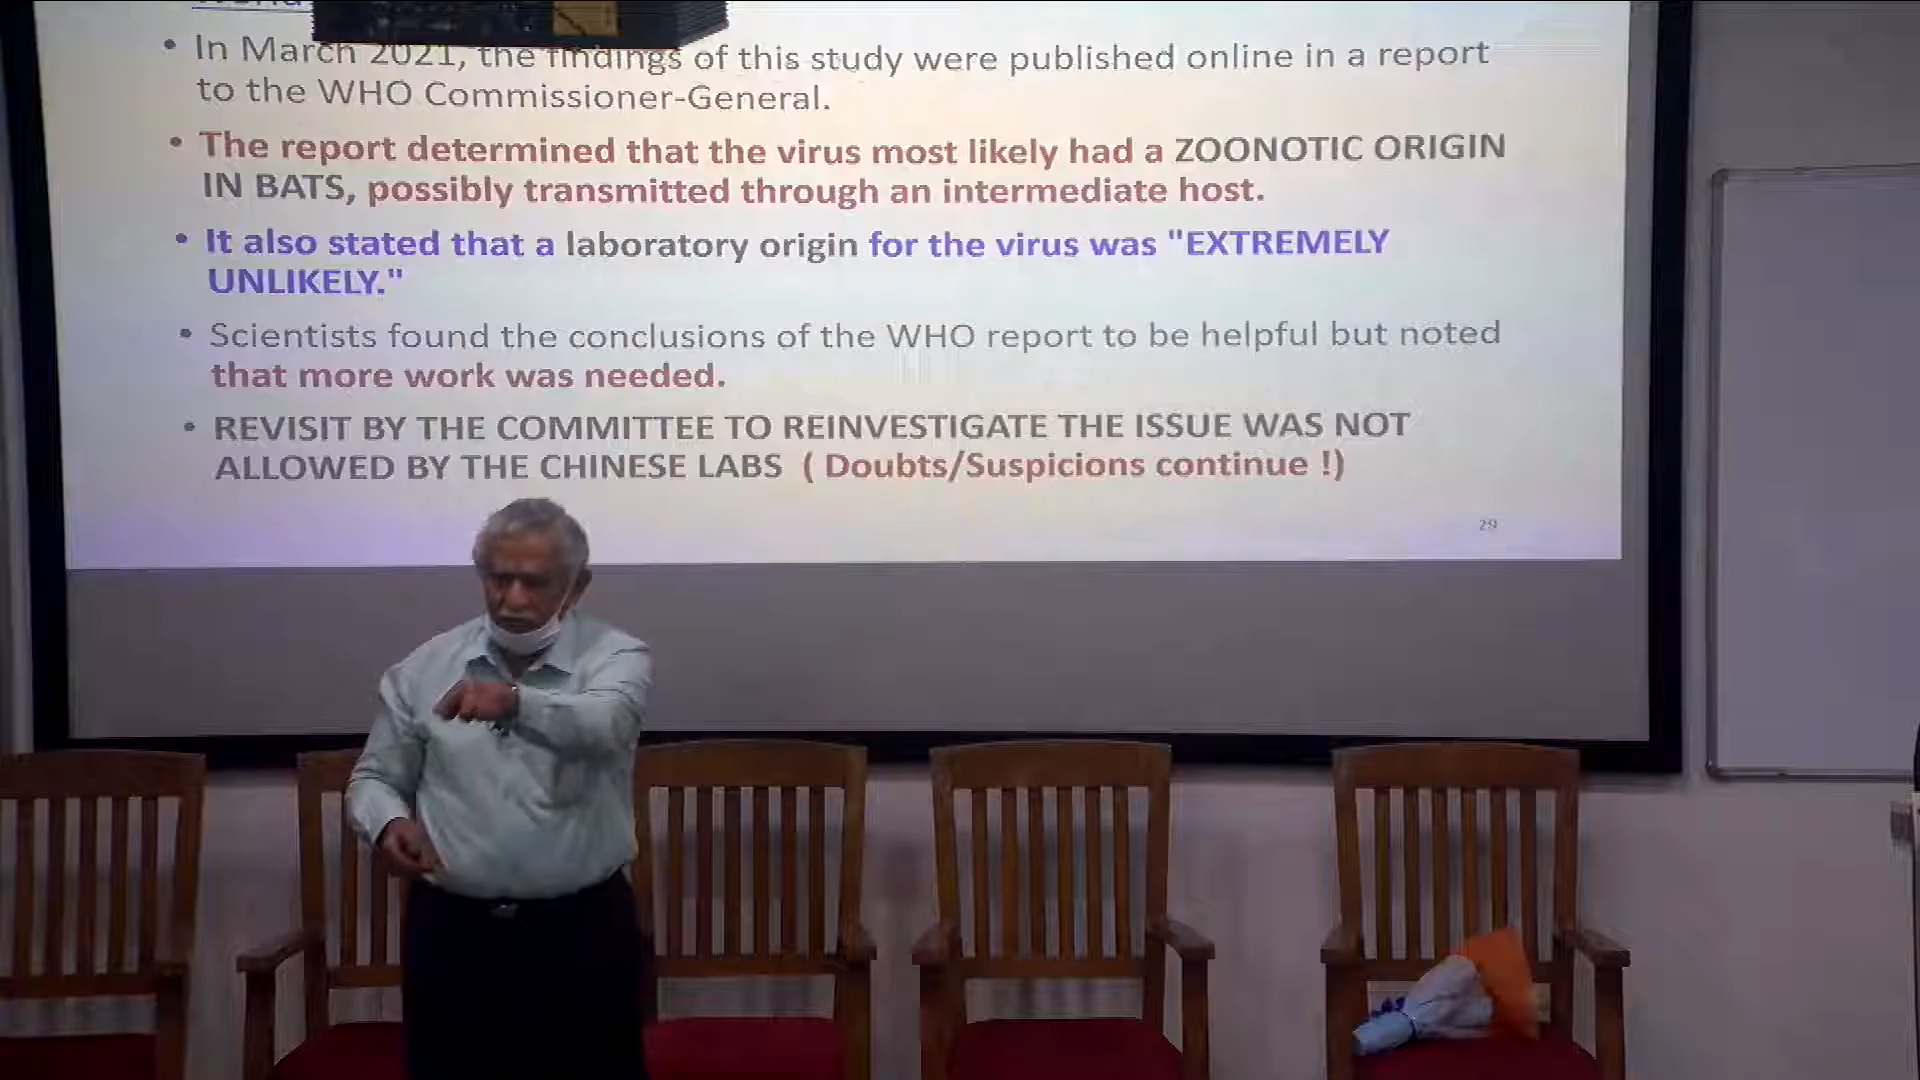 • In March 2021, the findings of this study were published online in a report
to the WHO Commissioner-General.
• The report determined that the virus most likely had a ZOONOTIC ORIGIN
IN BATS, possibly transmitted through an intermediate host.
• It also stated that a laboratory origin for the virus was "EXTREMELY
UNLIKELY."
• Scientists found the conclusions of the WHO report to be helpful but noted
that more work was needed.
• REVISIT BY THE COMMITTEE TO REINVESTIGATE THE ISSUE WAS NOT
ALLOWED BY THE CHINESE LABS ( Doubts/Suspicions continue !)
29